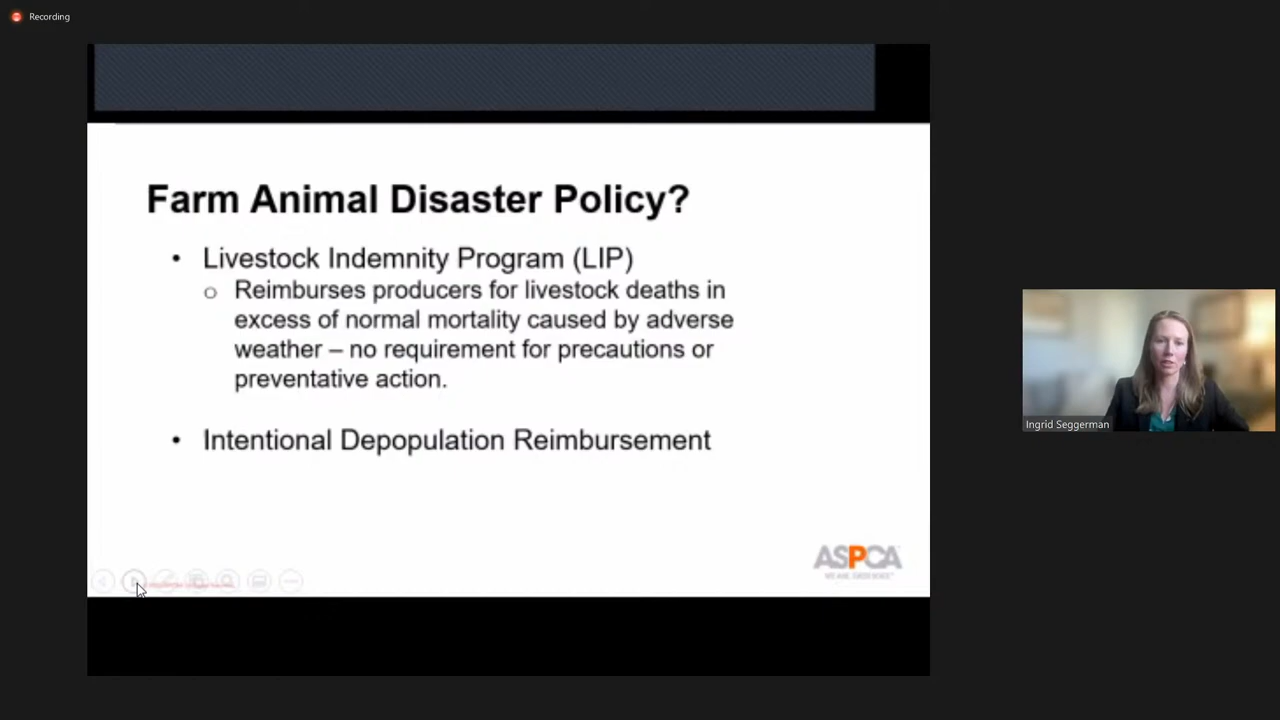 Recording
Farm Animal Disaster Policy?
• Livestock Indemnity Program (LIP)
o Reimburses producers for livestock deaths in
excess of normal mortality caused by adverse
weather – no requirement for precautions or
preventative action.
• Intentional Depopulation Reimbursement
ASPCA
Ingrid Seggerman